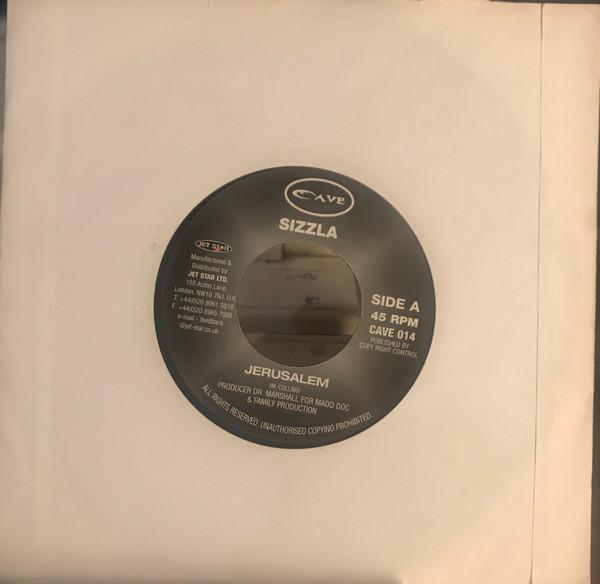 CAVE
SIZZLA
JET STAR
Manufactured &
Distributed by
JET STAR LTD.
155 Acton Lane,
London, NW10 7NJ, U.K
T. +44(0)20 8961 5818
F: +44(0)20 8965 7008
e-mail - feedback
@jet-star.co.uk
SIDE A
45 RPM
CAVE 014
PUBLISHED BY
COPY RIGHT CONTROL
JERUSALEM
(M. COLLINS)
PRODUCER DR. MARSHALL FOR MADD DOC
& FAMILY PRODUCTION
ALL RIGHTS RESERVED, UNAUTHORISED COPYING PROHIBITED.